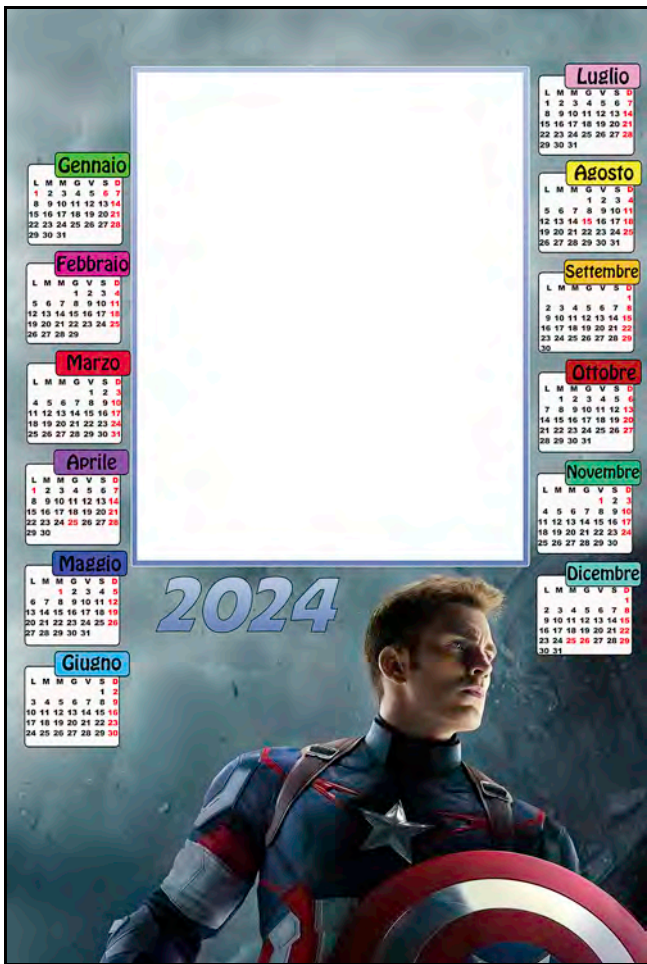 Gennaio
L M M G V S D
1 2 3 4 5 6 7
8 9 10 11 12 13 14
15 16 17 18 19 20 21
22 23 24 25 26 27 28
29 30 31
Febbraio
L M M G V S D
1 2 3 4
5 6 7 8 9 10 11
12 13 14 15 16 17 18
19 20 21 22 23 24 25
26 27 28 29
Marzo
L M M G V S D
1 2 3
4 5 6 7 8 9 10
11 12 13 14 15 16 17
18 19 20 21 22 23 24
25 26 27 28 29 30 31
Aprile
L M M G V S D
1 2 3 4 5 6 7
8 9 10 11 12 13 14
15 16 17 18 19 20 21
22 23 24 25 26 27 28
29 30
Maggio
L M M G V S D
1 2 3 4 5
6 7 8 9 10 11 12
13 14 15 16 17 18 19
20 21 22 23 24 25 26
27 28 29 30 31
Giugno
L M M G V S D
1 2
3 4 5 6 7 8 9
10 11 12 13 14 15 16
17 18 19 20 21 22 23
24 25 26 27 28 29 30
2024
Luglio
L M M G V S D
1 2 3 4 5 6 7
8 9 10 11 12 13 14
15 16 17 18 19 20 21
22 23 24 25 26 27 28
29 30 31
Agosto
L M M G V S D
1 2 3 4
5 6 7 8 9 10 11
12 13 14 15 16 17 18
19 20 21 22 23 24 25
26 27 28 29 30 31
Settembre
L M M G V S D
1
2 3 4 5 6 7 8
9 10 11 12 13 14 15
16 17 18 19 20 21 22
23 24 25 26 27 28 29
30
Ottobre
L M M G V S D
1 2 3 4 5 6
7 8 9 10 11 12 13
14 15 16 17 18 19 20
21 22 23 24 25 26 27
28 29 30 31
Novembre
L M M G V S D
1 2 3
4 5 6 7 8 9 10
11 12 13 14 15 16 17
18 19 20 21 22 23 24
25 26 27 28 29 30
Dicembre
L M M G V S D
1
2 3 4 5 6 7 8
9 10 11 12 13 14 15
16 17 18 19 20 21 22
23 24 25 26 27 28 29
30 31